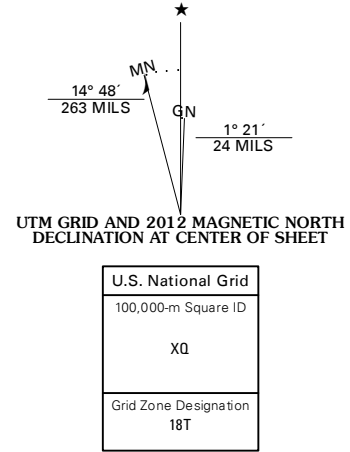 ★
MN
14° 48´
263 MILS
GN
1° 21´
24 MILS
UTM GRID AND 2012 MAGNETIC NORTH
DECLINATION AT CENTER OF SHEET
U.S. National Grid
100,000-m Square ID
XQ
Grid Zone Designation
18T